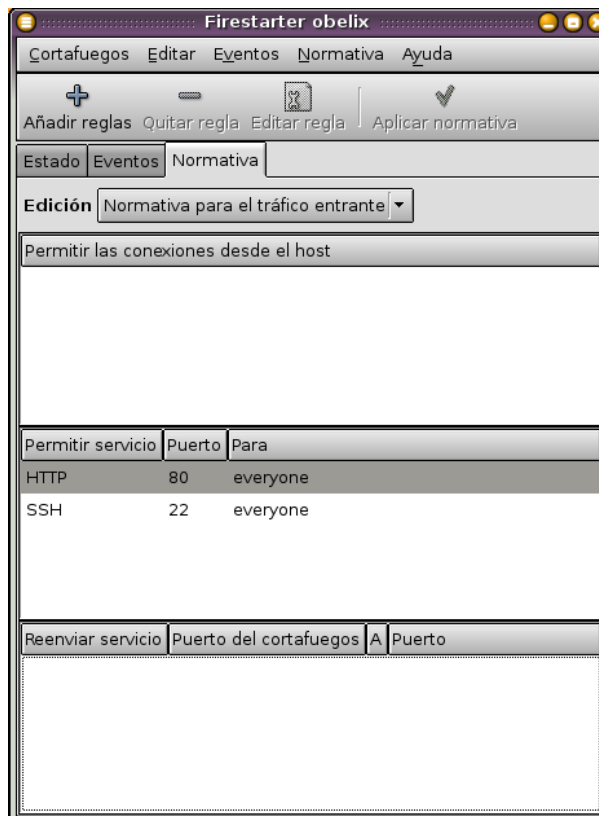 Firestarter obelix
Cortafuegos Editar Eventos Normativa Ayuda
Añadir reglas Quitar regla Editar regla Aplicar normativa
Estado Eventos Normativa
Edición Normativa para el tráfico entrante
Permitir las conexiones desde el host
Permitir servicio Puerto Para
HTTP 80 everyone
SSH 22 everyone
Reenviar servicio Puerto del cortafuegos A Puerto